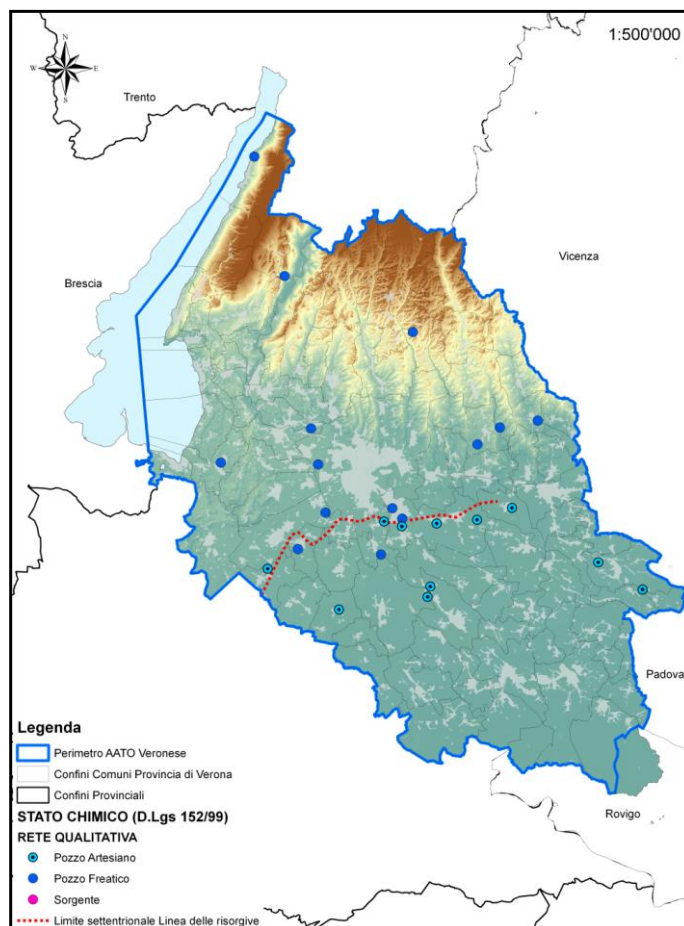 1:500'000
N
W E
S
Trento
Brescia
Vicenza
Padova
Rovigo
Legenda
Perimetro AATO Veronese
Confini Comuni Provincia di Verona
Confini Provinciali
STATO CHIMICO (D.Lgs 152/99)
RETE QUALITATIVA
Pozzo Artesiano
Pozzo Freatico
Sorgente
Limite settentrionale Linea delle risorgive